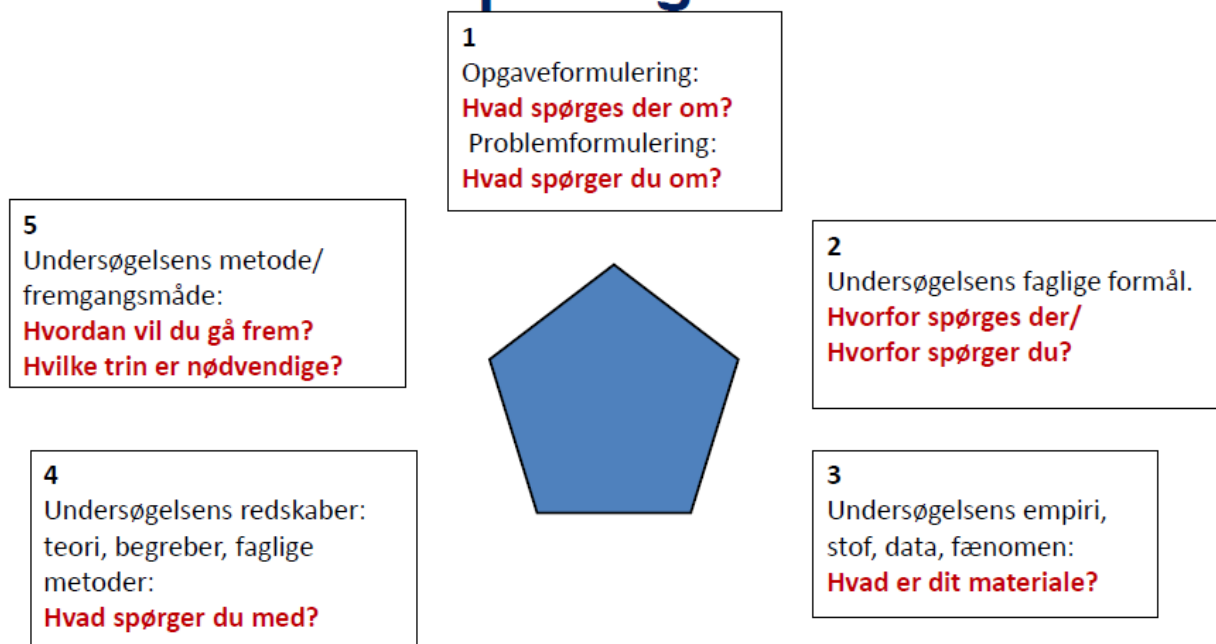 1
Opgaveformulering:
Hvad spørges der om?
Problemformulering:
Hvad spørger du om?
2
Undersøgelsens faglige formål.
Hvorfor spørges der/
Hvorfor spørger du?
3
Undersøgelsens empiri,
stof, data, fænomen:
Hvad er dit materiale?
4
Undersøgelsens redskaber:
teori, begreber, faglige
metoder:
Hvad spørger du med?
5
Undersøgelsens metode/
fremgangsmåde:
Hvordan vil du gå frem?
Hvilke trin er nødvendige?